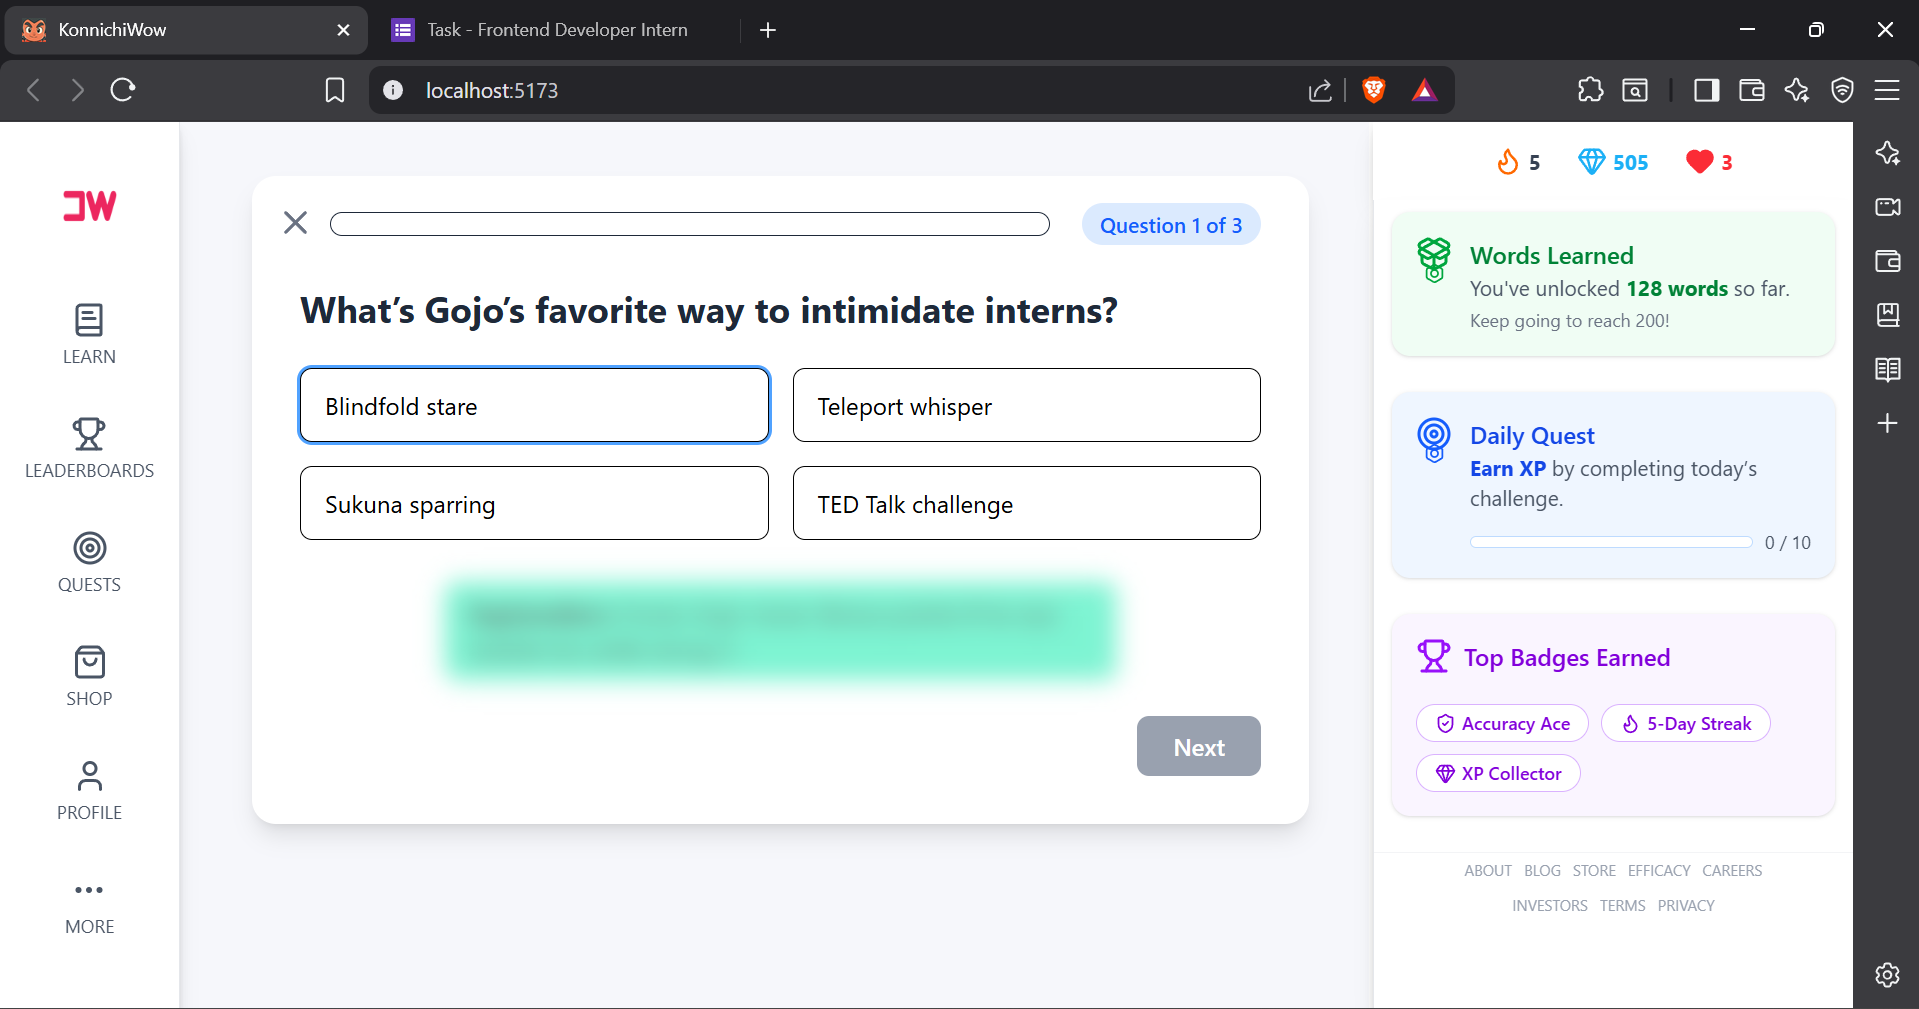 KonnichiWow
Task - Frontend Developer Intern
localhost:5173
LEARN
LEADERBOARDS
QUESTS
SHOP
PROFILE
MORE
Question 1 of 3
What’s Gojo’s favorite way to intimidate interns?
Blindfold stare
Teleport whisper
Sukuna sparring
TED Talk challenge
Next
5
505
3
Words Learned
You've unlocked 128 words so far.
Keep going to reach 200!
Daily Quest
Earn XP by completing today’s
challenge.
0 / 10
Top Badges Earned
Accuracy Ace
5-Day Streak
XP Collector
ABOUT BLOG STORE EFFICACY CAREERS
INVESTORS TERMS PRIVACY